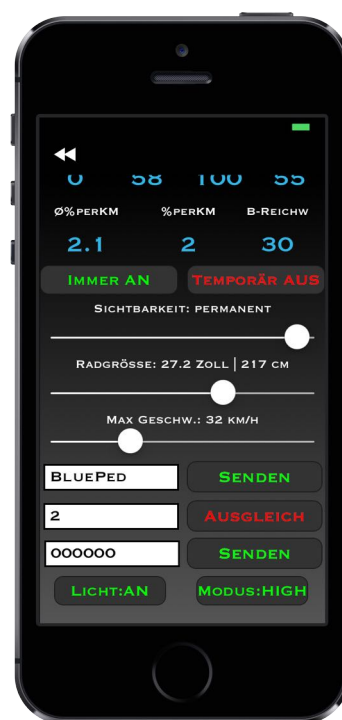 0 58 100 55
Ø%perKM %perKM B-Reichw
2.1 2 30
Immer AN Temporär AUS
Sichtbarkeit: permanent
Radgrösse: 27.2 Zoll | 217 cm
Max Geschw.: 32 km/h
BluePed Senden
2 Ausgleich
000000 Senden
Licht:AN Modus:HIGH